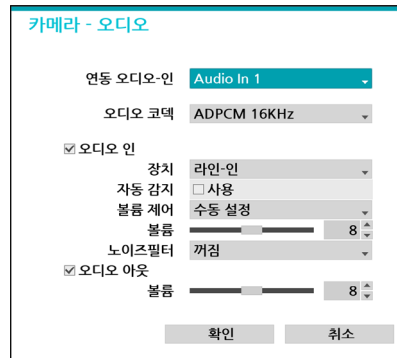 카메라 - 오디오
연동 오디오-인 Audio In 1
오디오 코덱 ADPCM 16KHz
오디오 인
장치 라인-인
자동 감지 사용
볼륨 제어 수동 설정
볼륨 8
노이즈필터 꺼짐
오디오 아웃
볼륨 8
확인 취소